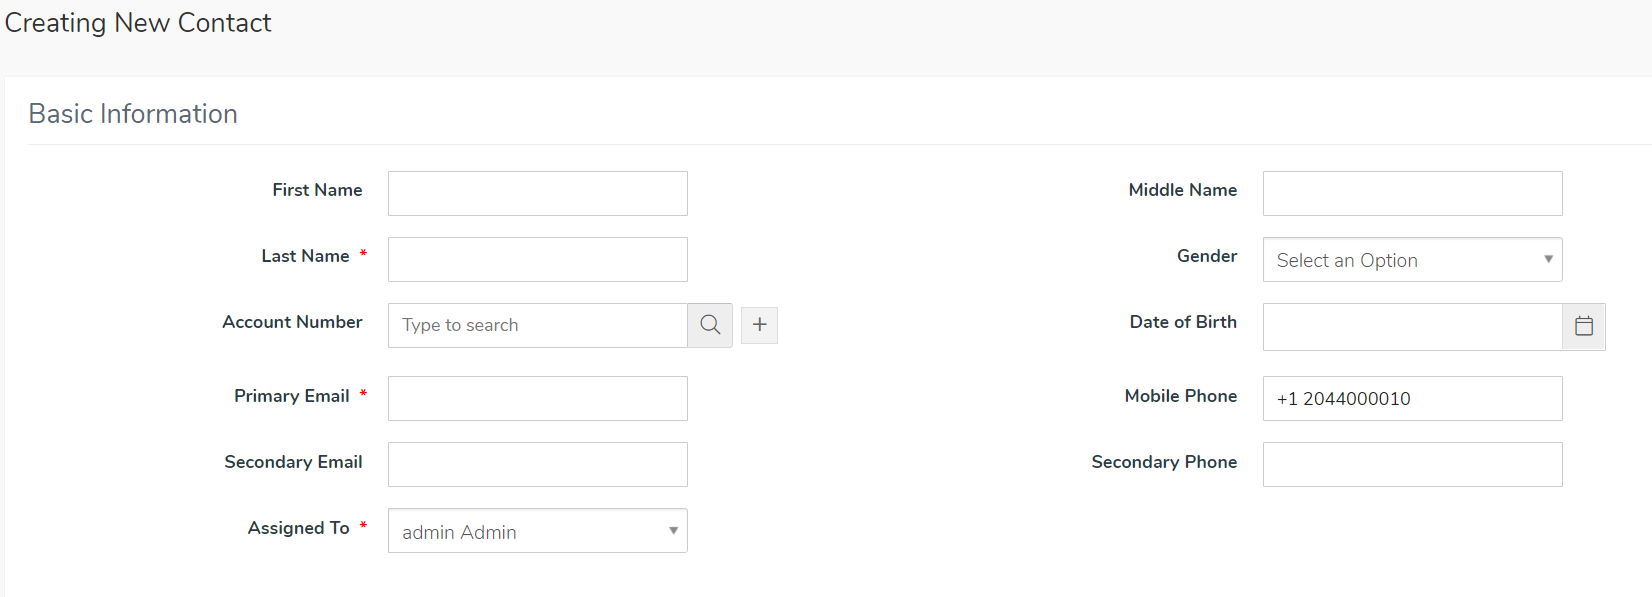 Creating New Contact
Basic Information
First Name
Middle Name
Last Name *
Gender Select an Option
Account Number Type to search +
Date of Birth
Primary Email *
Mobile Phone +1 2044000010
Secondary Email
Secondary Phone
Assigned To * admin Admin